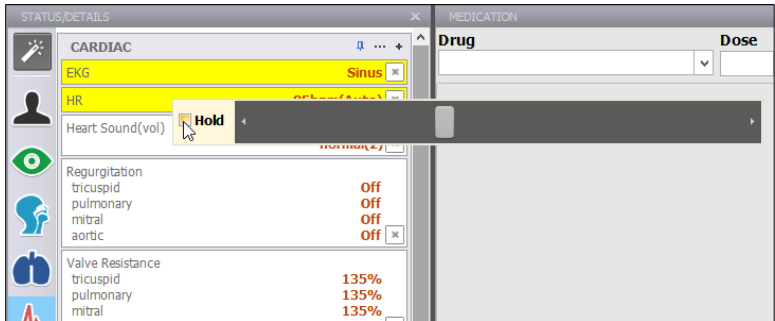 STATUS/DETAILS
MEDICATION
CARDIAC
Drug
Dose
EKG
Sinus
HR
Hold
Heart Sound(vol)
normal(2)
Regurgitation
tricuspid Off
pulmonary Off
mitral Off
aortic Off
Valve Resistance
tricuspid 135%
pulmonary 135%
mitral 135%